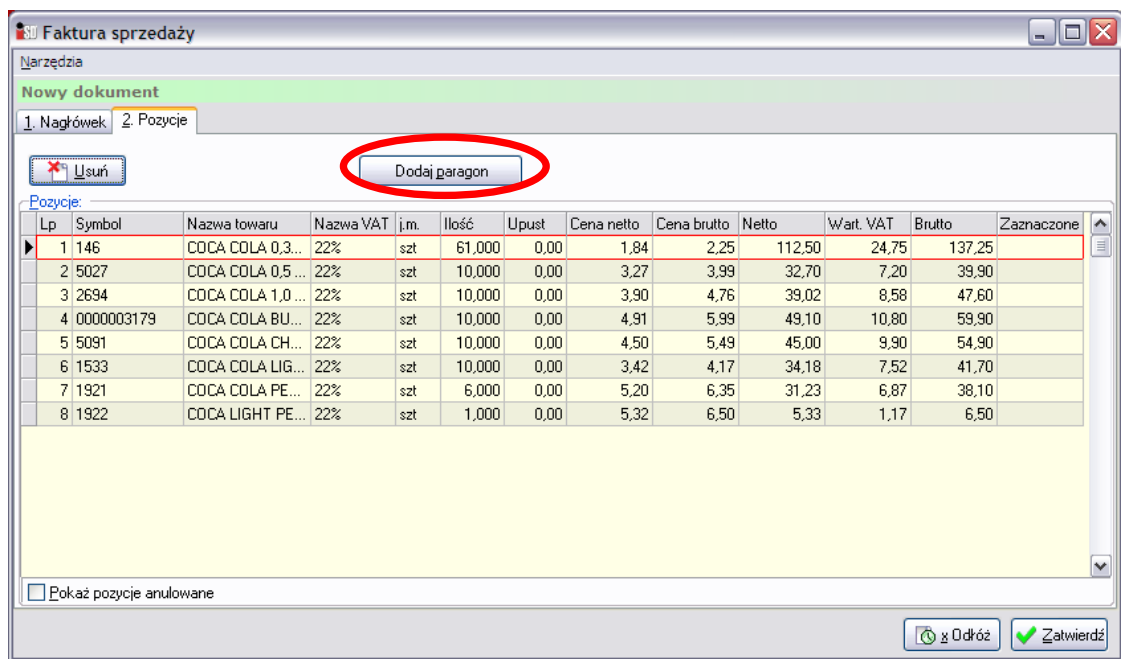 Faktura sprzedaży
Narzędzia
Nowy dokument
1. Nagłówek 2. Pozycje
Usuń Dodaj paragon
Pozycje:
Lp Symbol Nazwa towaru Nazwa VAT j.m. Ilość Upust Cena netto Cena brutto Netto Wart. VAT Brutto Zaznaczone
1 146 COCA COLA 0,3... 22% szt 61,000 0,00 1,84 2,25 112,50 24,75 137,25
2 5027 COCA COLA 0,5 ... 22% szt 10,000 0,00 3,27 3,99 32,70 7,20 39,90
3 2694 COCA COLA 1,0 ... 22% szt 10,000 0,00 3,90 4,76 39,02 8,58 47,60
4 0000003179 COCA COLA BU... 22% szt 10,000 0,00 4,91 5,99 49,10 10,80 59,90
5 5091 COCA COLA CH... 22% szt 10,000 0,00 4,50 5,49 45,00 9,90 54,90
6 1533 COCA COLA LIG... 22% szt 10,000 0,00 3,42 4,17 34,18 7,52 41,70
7 1921 COCA COLA PE... 22% szt 6,000 0,00 5,20 6,35 31,23 6,87 38,10
8 1922 COCA LIGHT PE... 22% szt 1,000 0,00 5,32 6,50 5,33 1,17 6,50
Pokaż pozycje anulowane
x Odłóż Zatwierdź